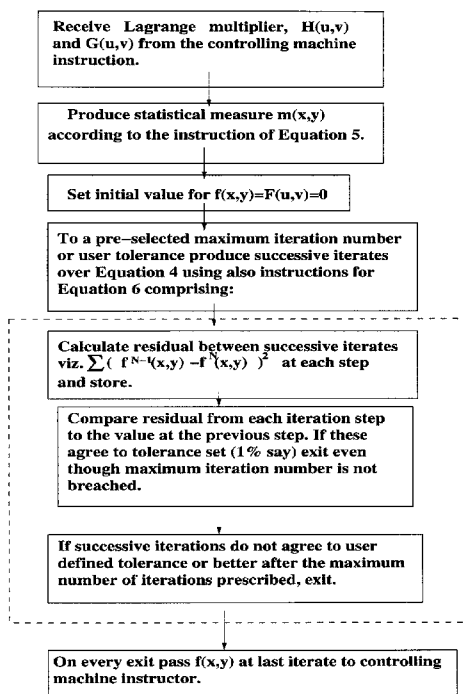 Receive Lagrange multiplier, H(u,v)
and G(u,v) from the controlling machine
instruction.
Produce statistical measure m(x,y)
according to the instruction of Equation 5.
Set initial value for f(x,y)=F(u,v)=0
To a pre-selected maximum iteration number
or user tolerance produce successive iterates
over Equation 4 using also instructions for
Equation 6 comprising:
Calculate residual between successive iterates
viz. ∑( f^N-1(x,y) -f^N(x,y) )^2 at each step
and store.
Compare residual from each iteration step
to the value at the previous step. If these
agree to tolerance set (1% say) exit even
though maximum iteration number is not
breached.
If successive iterations do not agree to user
defined tolerance or better after the maximum
number of iterations prescribed, exit.
On every exit pass f(x,y) at last iterate to controlling
machine instructor.